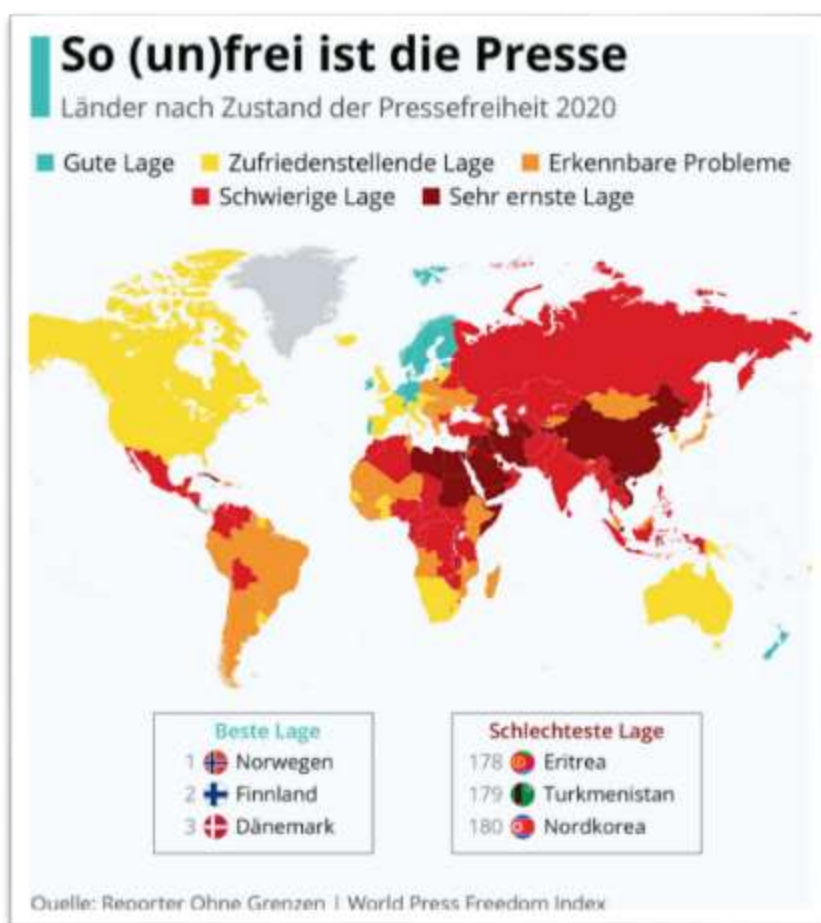 So (un)frei ist die Presse
Länder nach Zustand der Pressefreiheit 2020
Gute Lage Zufriedenstellende Lage Erkennbare Probleme
Schwierige Lage Sehr ernste Lage
Beste Lage
1 Norwegen
2 Finnland
3 Dänemark
Schlechteste Lage
178 Eritrea
179 Turkmenistan
180 Nordkorea
Quelle: Reporter Ohne Grenzen | World Press Freedom Index